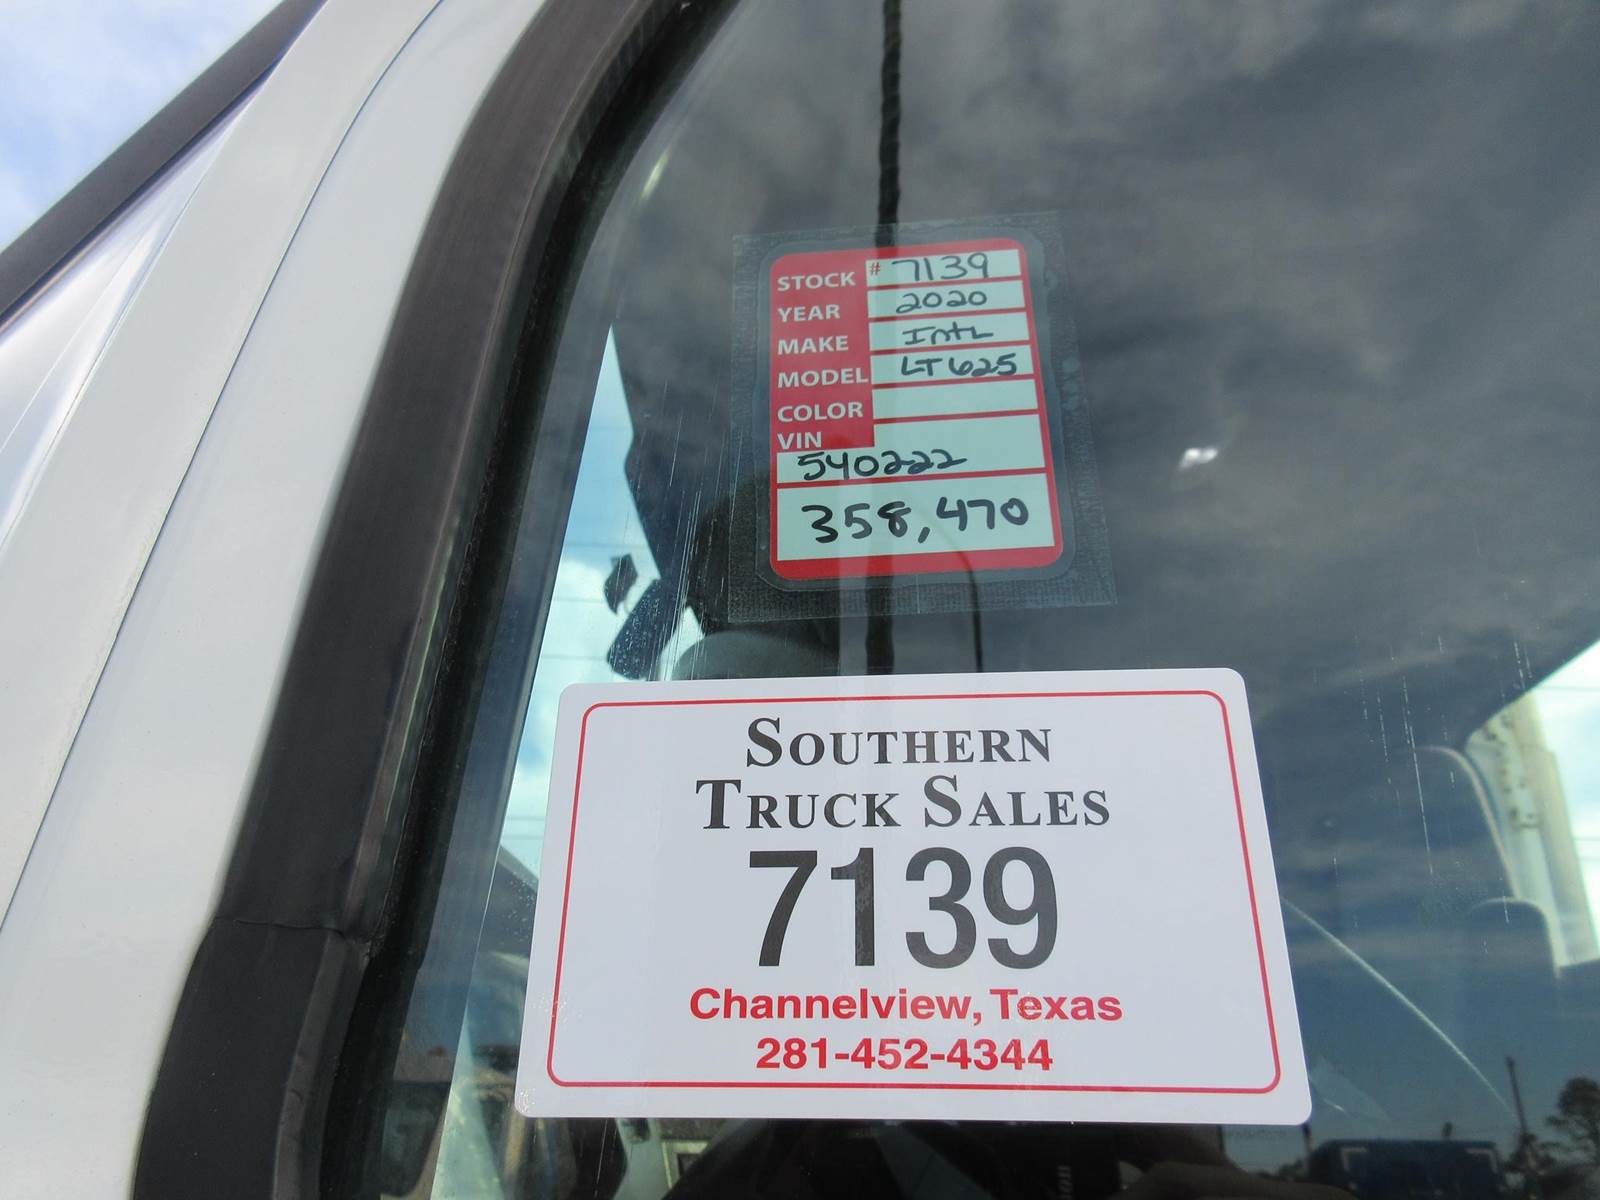 STOCK # 7139
YEAR 2020
MAKE Intl
MODEL LT625
COLOR
VIN
540222
358,470
SOUTHERN
TRUCK SALES
7139
Channelview, Texas
281-452-4344